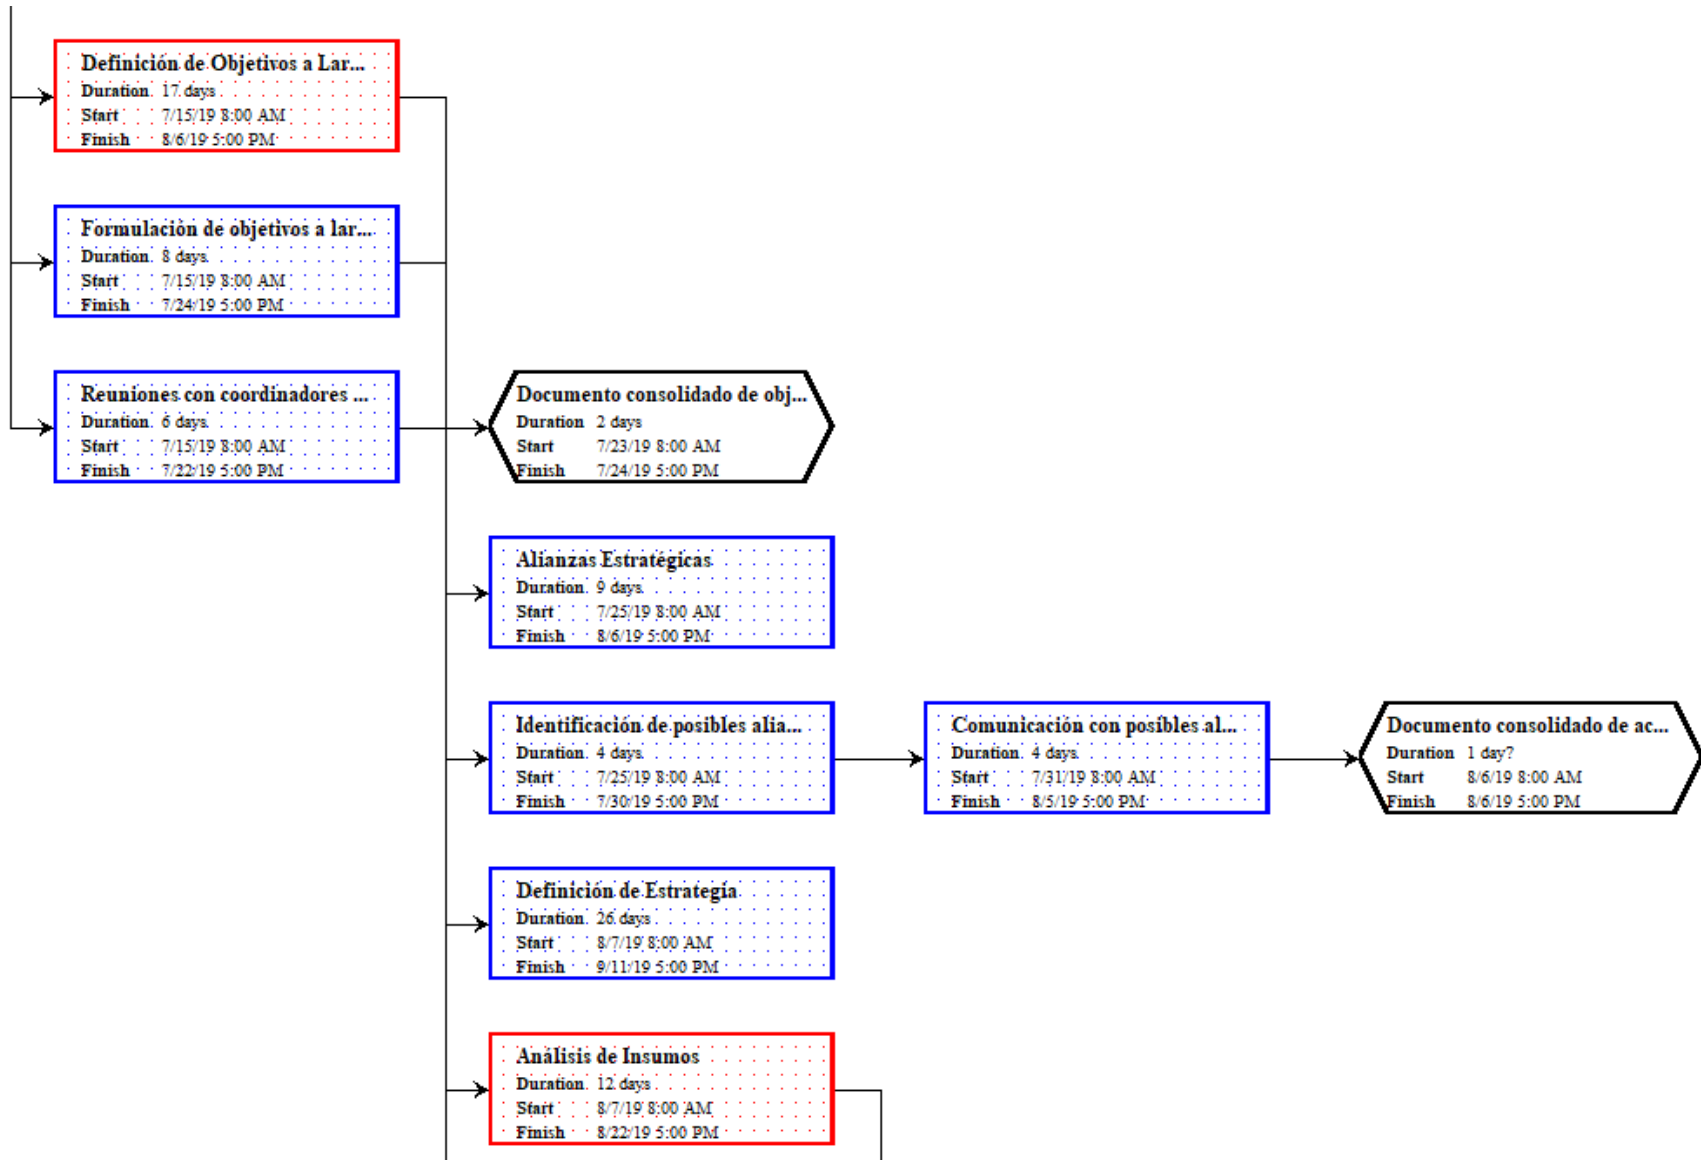 Definición de Objetivos a Lar...
Duration 17 days
Start 7/15/19 8:00 AM
Finish 8/6/19 5:00 PM
Formulación de objetivos a lar...
Duration 8 days
Start 7/15/19 8:00 AM
Finish 7/24/19 5:00 PM
Reuniones con coordinadores ...
Duration 6 days
Start 7/15/19 8:00 AM
Finish 7/22/19 5:00 PM
Documento consolidado de obj...
Duration 2 days
Start 7/23/19 8:00 AM
Finish 7/24/19 5:00 PM
Alianzas Estratégicas
Duration 9 days
Start 7/25/19 8:00 AM
Finish 8/6/19 5:00 PM
Identificación de posibles alia...
Duration 4 days
Start 7/25/19 8:00 AM
Finish 7/30/19 5:00 PM
Comunicación con posibles al...
Duration 4 days
Start 7/31/19 8:00 AM
Finish 8/5/19 5:00 PM
Documento consolidado de ac...
Duration 1 day?
Start 8/6/19 8:00 AM
Finish 8/6/19 5:00 PM
Definición de Estrategia
Duration 26 days
Start 8/7/19 8:00 AM
Finish 9/11/19 5:00 PM
Análisis de Insumos
Duration 12 days
Start 8/7/19 8:00 AM
Finish 8/22/19 5:00 PM